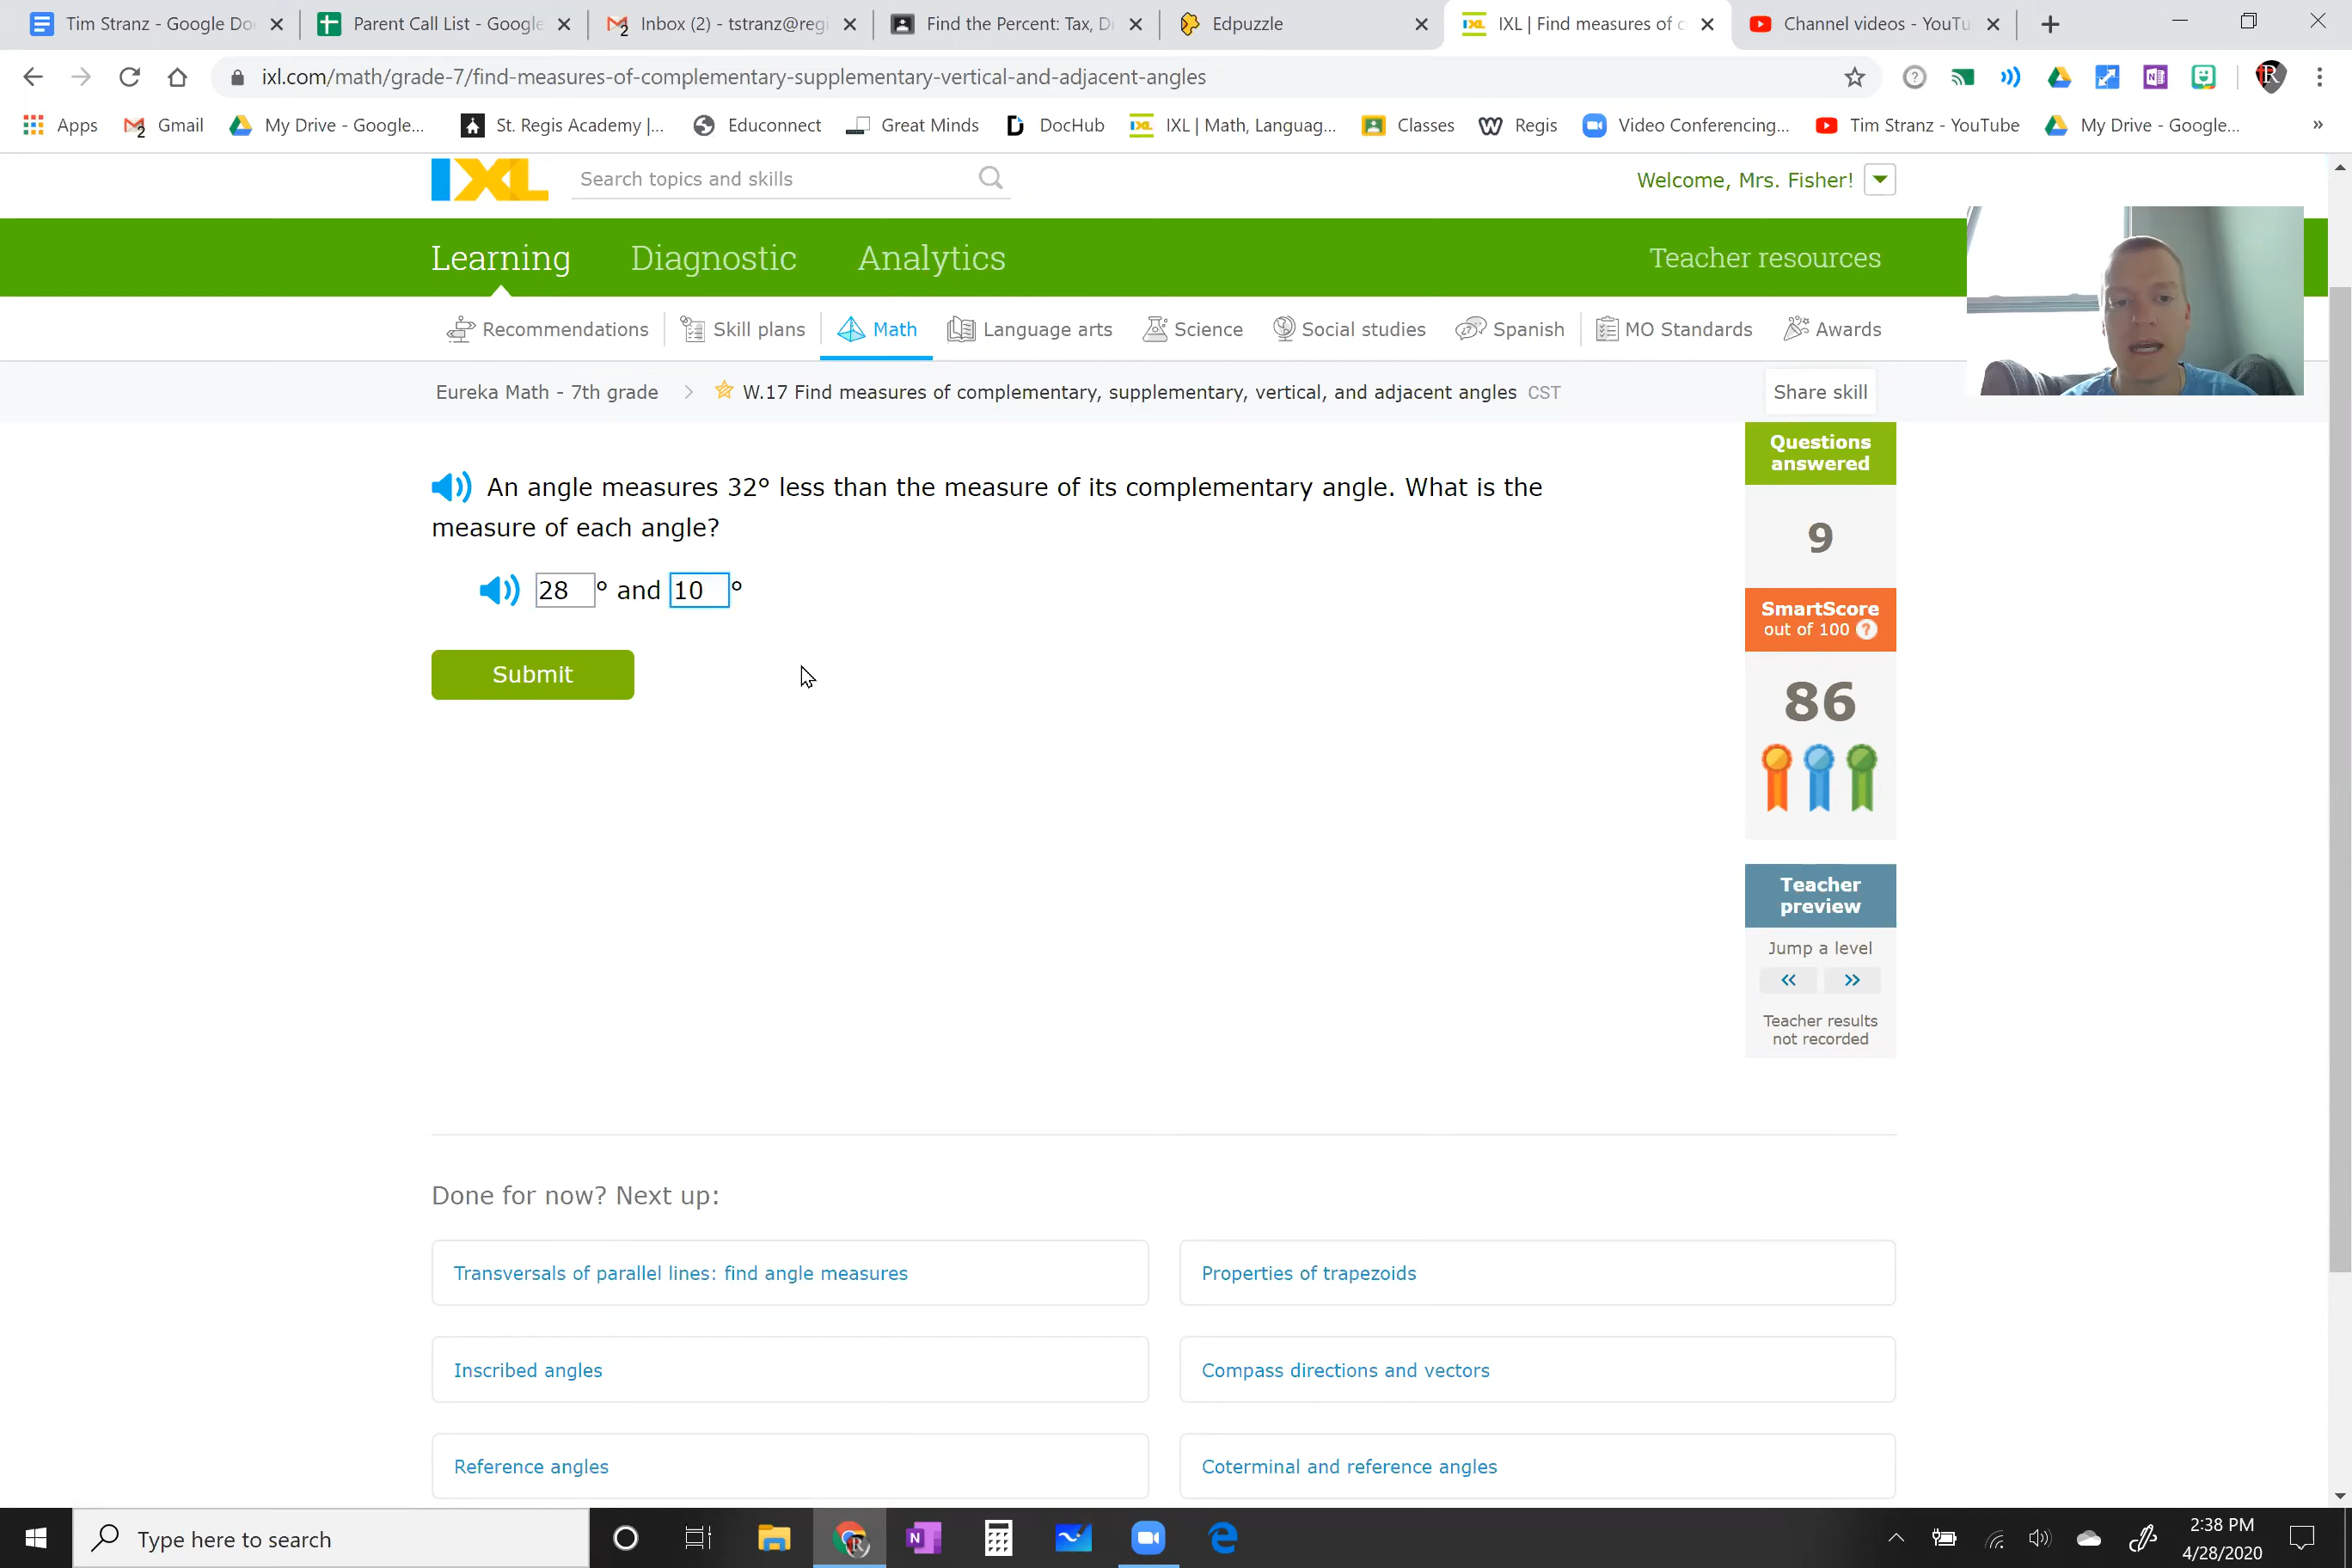 Tim Stranz - Google Do
Parent Call List - Google
Inbox (2) - tstranz@regi
Find the Percent: Tax, Di
Edpuzzle
IXL | Find measures of c
Channel videos - YouTu
ixl.com/math/grade-7/find-measures-of-complementary-supplementary-vertical-and-adjacent-angles
Apps
Gmail
My Drive - Google...
St. Regis Academy |...
Educonnect
Great Minds
DocHub
IXL | Math, Languag...
Classes
Regis
Video Conferencing...
Tim Stranz - YouTube
My Drive - Google...
»
IXL
Search topics and skills
Welcome, Mrs. Fisher!
Learning
Diagnostic
Analytics
Teacher resources
Recommendations
Skill plans
Math
Language arts
Science
Social studies
Spanish
MO Standards
Awards
Eureka Math - 7th grade > W.17 Find measures of complementary, supplementary, vertical, and adjacent angles CST
Share skill
An angle measures 32° less than the measure of its complementary angle. What is the
measure of each angle?
28 ° and 10 °
Submit
Questions
answered
9
SmartScore
out of 100 ?
86
Teacher
preview
Jump a level
« »
Teacher results
not recorded
Done for now? Next up:
Transversals of parallel lines: find angle measures
Properties of trapezoids
Inscribed angles
Compass directions and vectors
Reference angles
Coterminal and reference angles
Type here to search
2:38 PM
4/28/2020